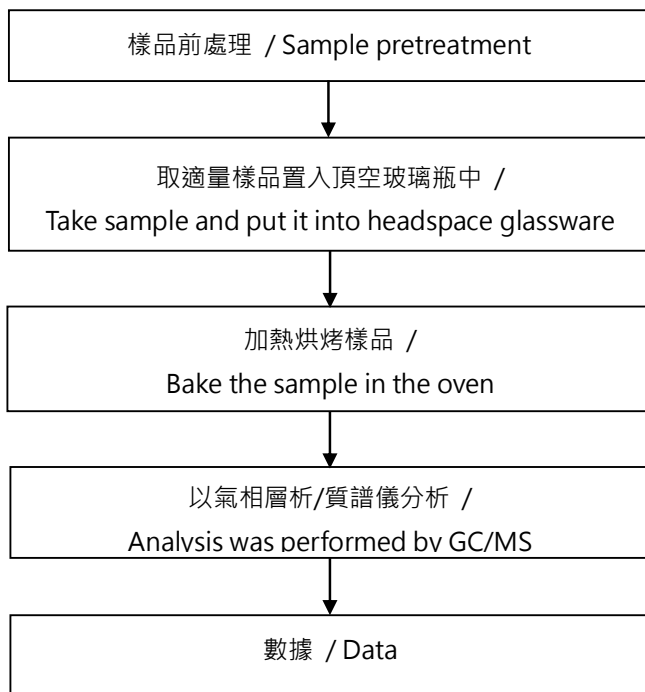 樣品前處理 / Sample pretreatment
取適量樣品置入頂空玻璃瓶中 /
Take sample and put it into headspace glassware
加熱烘烤樣品 /
Bake the sample in the oven
以氣相層析/質譜儀分析 /
Analysis was performed by GC/MS
數據 / Data